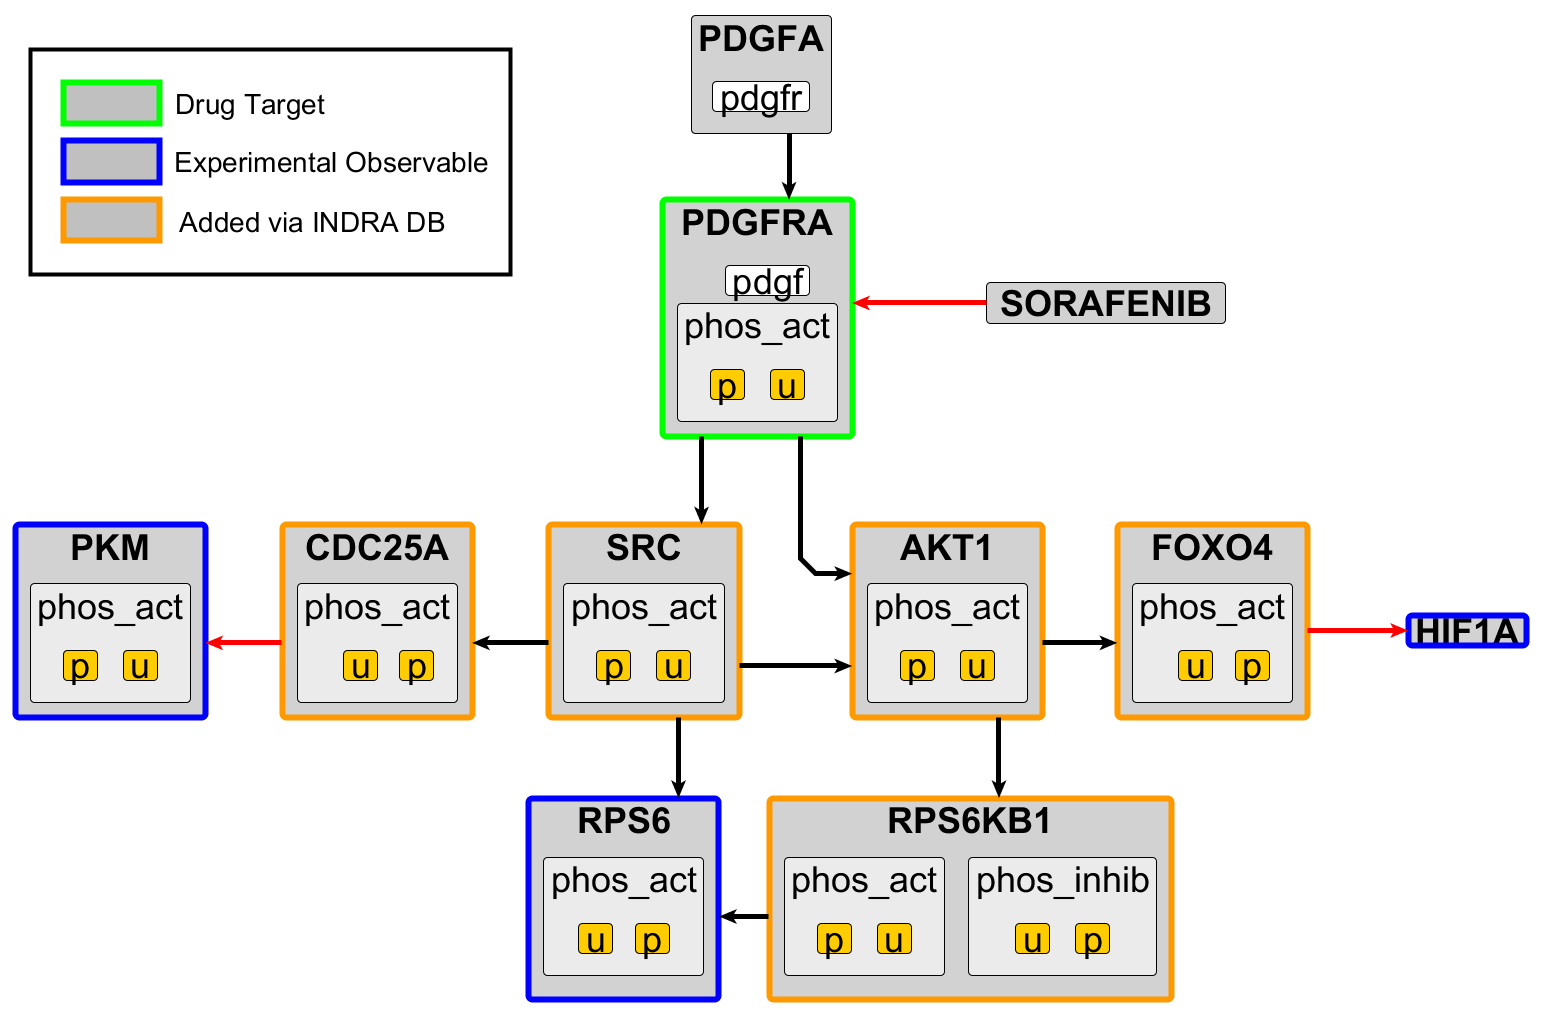 PDGFA
pdgfr
Drug Target
Experimental Observable
Added via INDRA DB
PDGFRA
pdgf
phos_act
p u
SORAFENIB
PKM
phos_act
p u
CDC25A
phos_act
u p
SRC
phos_act
p u
AKT1
phos_act
p u
FOXO4
phos_act
u p
HIF1A
RPS6
phos_act
u p
RPS6KB1
phos_act phos_inhib
p u u p